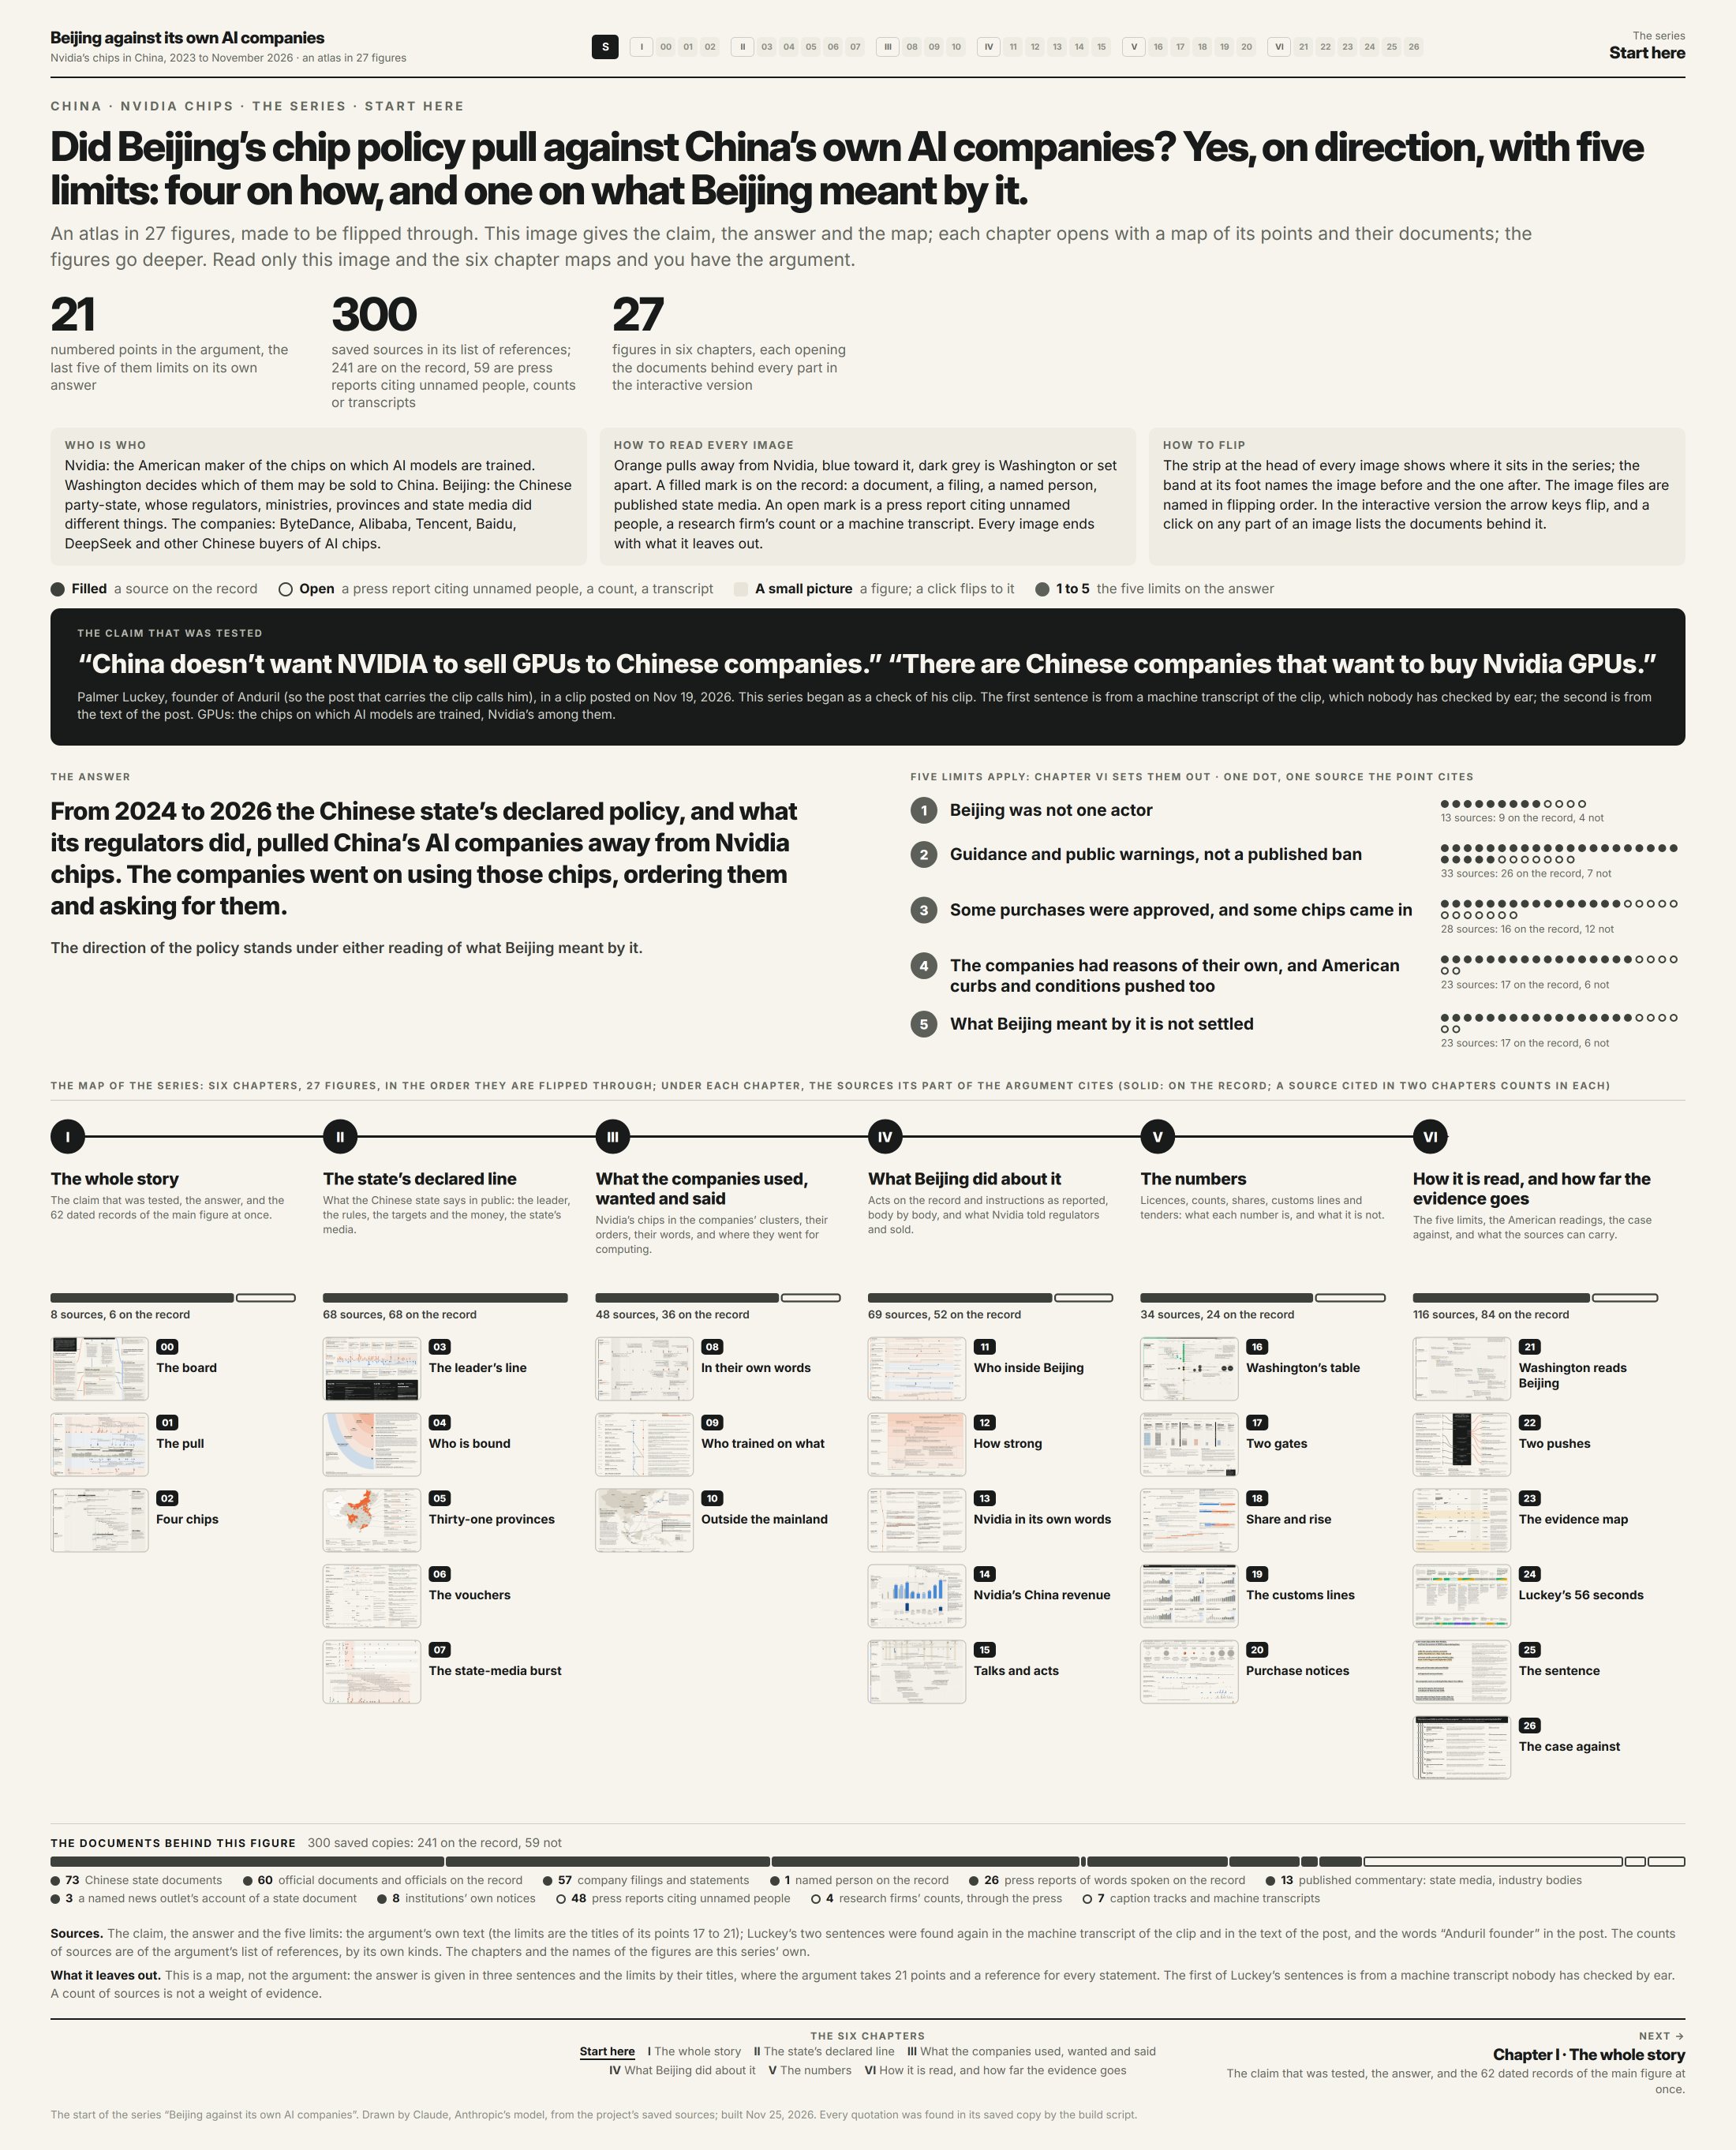 Beijing against its own AI companies
Nvidia's chips in China, 2023 to November 2026 · an atlas in 27 figures
S I 00 01 02 II 03 04 05 06 07 III 08 09 10 IV 11 12 13 14 15 V 16 17 18 19 20 VI 21 22 23 24 25 26
The series
Start here
CHINA · NVIDIA CHIPS · THE SERIES · START HERE
Did Beijing's chip policy pull against China's own AI companies? Yes, on direction, with five
limits: four on how, and one on what Beijing meant by it.
An atlas in 27 figures, made to be flipped through. This image gives the claim, the answer and the map; each chapter opens with a map of its points and their documents; the
figures go deeper. Read only this image and the six chapter maps and you have the argument.
21
numbered points in the argument, the
last five of them limits on its own
answer
300
saved sources in its list of references;
241 are on the record, 59 are press
reports citing unnamed people, counts
or transcripts
27
figures in six chapters, each opening
the documents behind every part in
the interactive version
WHO IS WHO
Nvidia: the American maker of the chips on which AI models are trained.
Washington decides which of them may be sold to China. Beijing: the Chinese
party-state, whose regulators, ministries, provinces and state media did
different things. The companies: ByteDance, Alibaba, Tencent, Baidu,
DeepSeek and other Chinese buyers of AI chips.
HOW TO READ EVERY IMAGE
Orange pulls away from Nvidia, blue toward it, dark grey is Washington or set
apart. A filled mark is on the record: a document, a filing, a named person,
published state media. An open mark is a press report citing unnamed
people, a research firm's count or a machine transcript. Every image ends
with what it leaves out.
HOW TO FLIP
The strip at the head of every image shows where it sits in the series; the
band at its foot names the image before and the one after. The image files are
named in flipping order. In the interactive version the arrow keys flip, and a
click on any part of an image lists the documents behind it.
Filled a source on the record Open a press report citing unnamed people, a count, a transcript A small picture a figure; a click flips to it 1 to 5 the five limits on the answer
THE CLAIM THAT WAS TESTED
“China doesn't want NVIDIA to sell GPUs to Chinese companies.” “There are Chinese companies that want to buy Nvidia GPUs.”
Palmer Luckey, founder of Anduril (so the post that carries the clip calls him), in a clip posted on Nov 19, 2026. This series began as a check of his clip. The first sentence is from a machine transcript of the clip, which nobody has checked by ear; the second is from
the text of the post. GPUs: the chips on which AI models are trained, Nvidia's among them.
THE ANSWER
From 2024 to 2026 the Chinese state's declared policy, and what
its regulators did, pulled China's AI companies away from Nvidia
chips. The companies went on using those chips, ordering them
and asking for them.
The direction of the policy stands under either reading of what Beijing meant by it.
FIVE LIMITS APPLY: CHAPTER VI SETS THEM OUT · ONE DOT, ONE SOURCE THE POINT CITES
1 Beijing was not one actor
13 sources: 9 on the record, 4 not
2 Guidance and public warnings, not a published ban
33 sources: 26 on the record, 7 not
3 Some purchases were approved, and some chips came in
28 sources: 16 on the record, 12 not
4 The companies had reasons of their own, and American
curbs and conditions pushed too
23 sources: 17 on the record, 6 not
5 What Beijing meant by it is not settled
23 sources: 17 on the record, 6 not
THE MAP OF THE SERIES: SIX CHAPTERS, 27 FIGURES, IN THE ORDER THEY ARE FLIPPED THROUGH; UNDER EACH CHAPTER, THE SOURCES ITS PART OF THE ARGUMENT CITES (SOLID: ON THE RECORD; A SOURCE CITED IN TWO CHAPTERS COUNTS IN EACH)
I
The whole story
The claim that was tested, the answer, and the
62 dated records of the main figure at once.
8 sources, 6 on the record
00
The board
01
The pull
02
Four chips
II
The state's declared line
What the Chinese state says in public: the leader,
the rules, the targets and the money, the state's
media.
68 sources, 68 on the record
03
The leader's line
04
Who is bound
05
Thirty-one provinces
06
The vouchers
07
The state-media burst
III
What the companies used,
wanted and said
Nvidia's chips in the companies' clusters, their
orders, their words, and where they went for
computing.
48 sources, 36 on the record
08
In their own words
09
Who trained on what
10
Outside the mainland
IV
What Beijing did about it
Acts on the record and instructions as reported,
body by body, and what Nvidia told regulators
and sold.
69 sources, 52 on the record
11
Who inside Beijing
12
How strong
13
Nvidia in its own words
14
Nvidia's China revenue
15
Talks and acts
V
The numbers
Licences, counts, shares, customs lines and
tenders: what each number is, and what it is not.
34 sources, 24 on the record
16
Washington's table
17
Two gates
18
Share and rise
19
The customs lines
20
Purchase notices
VI
How it is read, and how far the
evidence goes
The five limits, the American readings, the case
against, and what the sources can carry.
116 sources, 84 on the record
21
Washington reads
Beijing
22
Two pushes
23
The evidence map
24
Luckey's 56 seconds
25
The sentence
26
The case against
THE DOCUMENTS BEHIND THIS FIGURE 300 saved copies: 241 on the record, 59 not
73 Chinese state documents 60 official documents and officials on the record 57 company filings and statements 1 named person on the record 26 press reports of words spoken on the record 13 published commentary: state media, industry bodies
3 a named news outlet's account of a state document 8 institutions' own notices 48 press reports citing unnamed people 4 research firms' counts, through the press 7 caption tracks and machine transcripts
Sources. The claim, the answer and the five limits: the argument's own text (the limits are the titles of its points 17 to 21); Luckey's two sentences were found again in the machine transcript of the clip and in the text of the post, and the words “Anduril founder” in the post. The counts
of sources are of the argument's list of references, by its own kinds. The chapters and the names of the figures are this series' own.
What it leaves out. This is a map, not the argument: the answer is given in three sentences and the limits by their titles, where the argument takes 21 points and a reference for every statement. The first of Luckey's sentences is from a machine transcript nobody has checked by ear.
A count of sources is not a weight of evidence.
THE SIX CHAPTERS
Start here I The whole story II The state's declared line III What the companies used, wanted and said
IV What Beijing did about it V The numbers VI How it is read, and how far the evidence goes
NEXT →
Chapter I · The whole story
The claim that was tested, the answer, and the 62 dated records of the main figure at
once.
The start of the series “Beijing against its own AI companies”. Drawn by Claude, Anthropic's model, from the project's saved sources; built Nov 25, 2026. Every quotation was found in its saved copy by the build script.